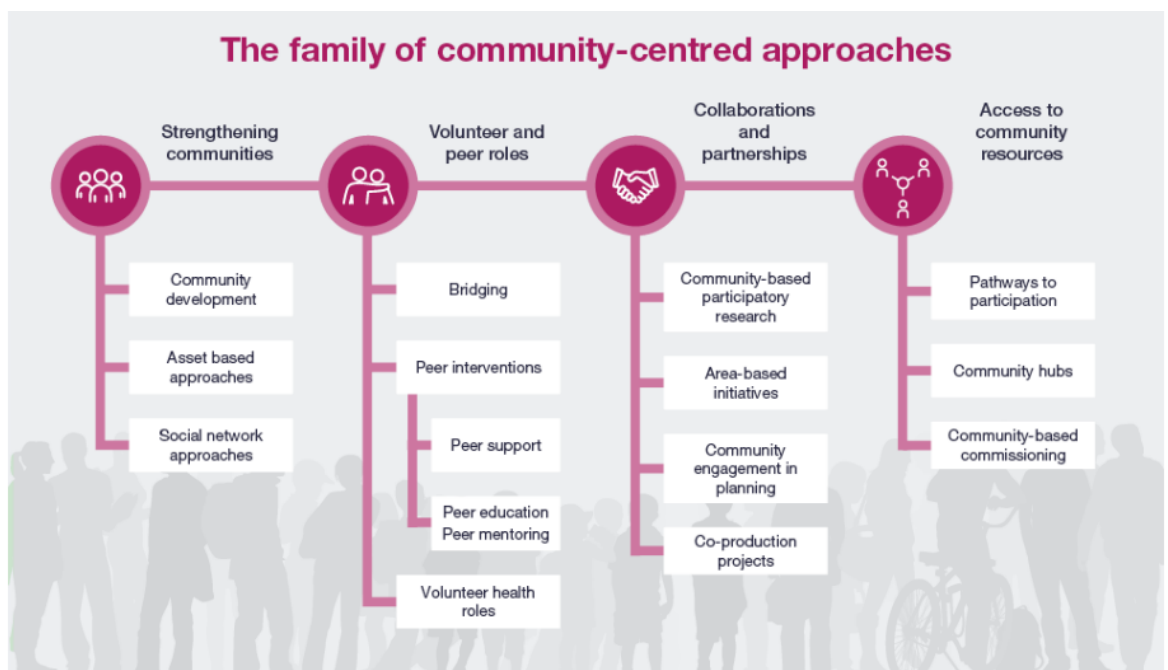 The family of community-centred approaches
Strengthening
communities
Community
development
Asset based
approaches
Social network
approaches
Volunteer and
peer roles
Bridging
Peer interventions
Peer support
Peer education
Peer mentoring
Volunteer health
roles
Collaborations
and
partnerships
Community-based
participatory
research
Area-based
initiatives
Community
engagement in
planning
Co-production
projects
Access to
community
resources
Pathways to
participation
Community hubs
Community-based
commissioning